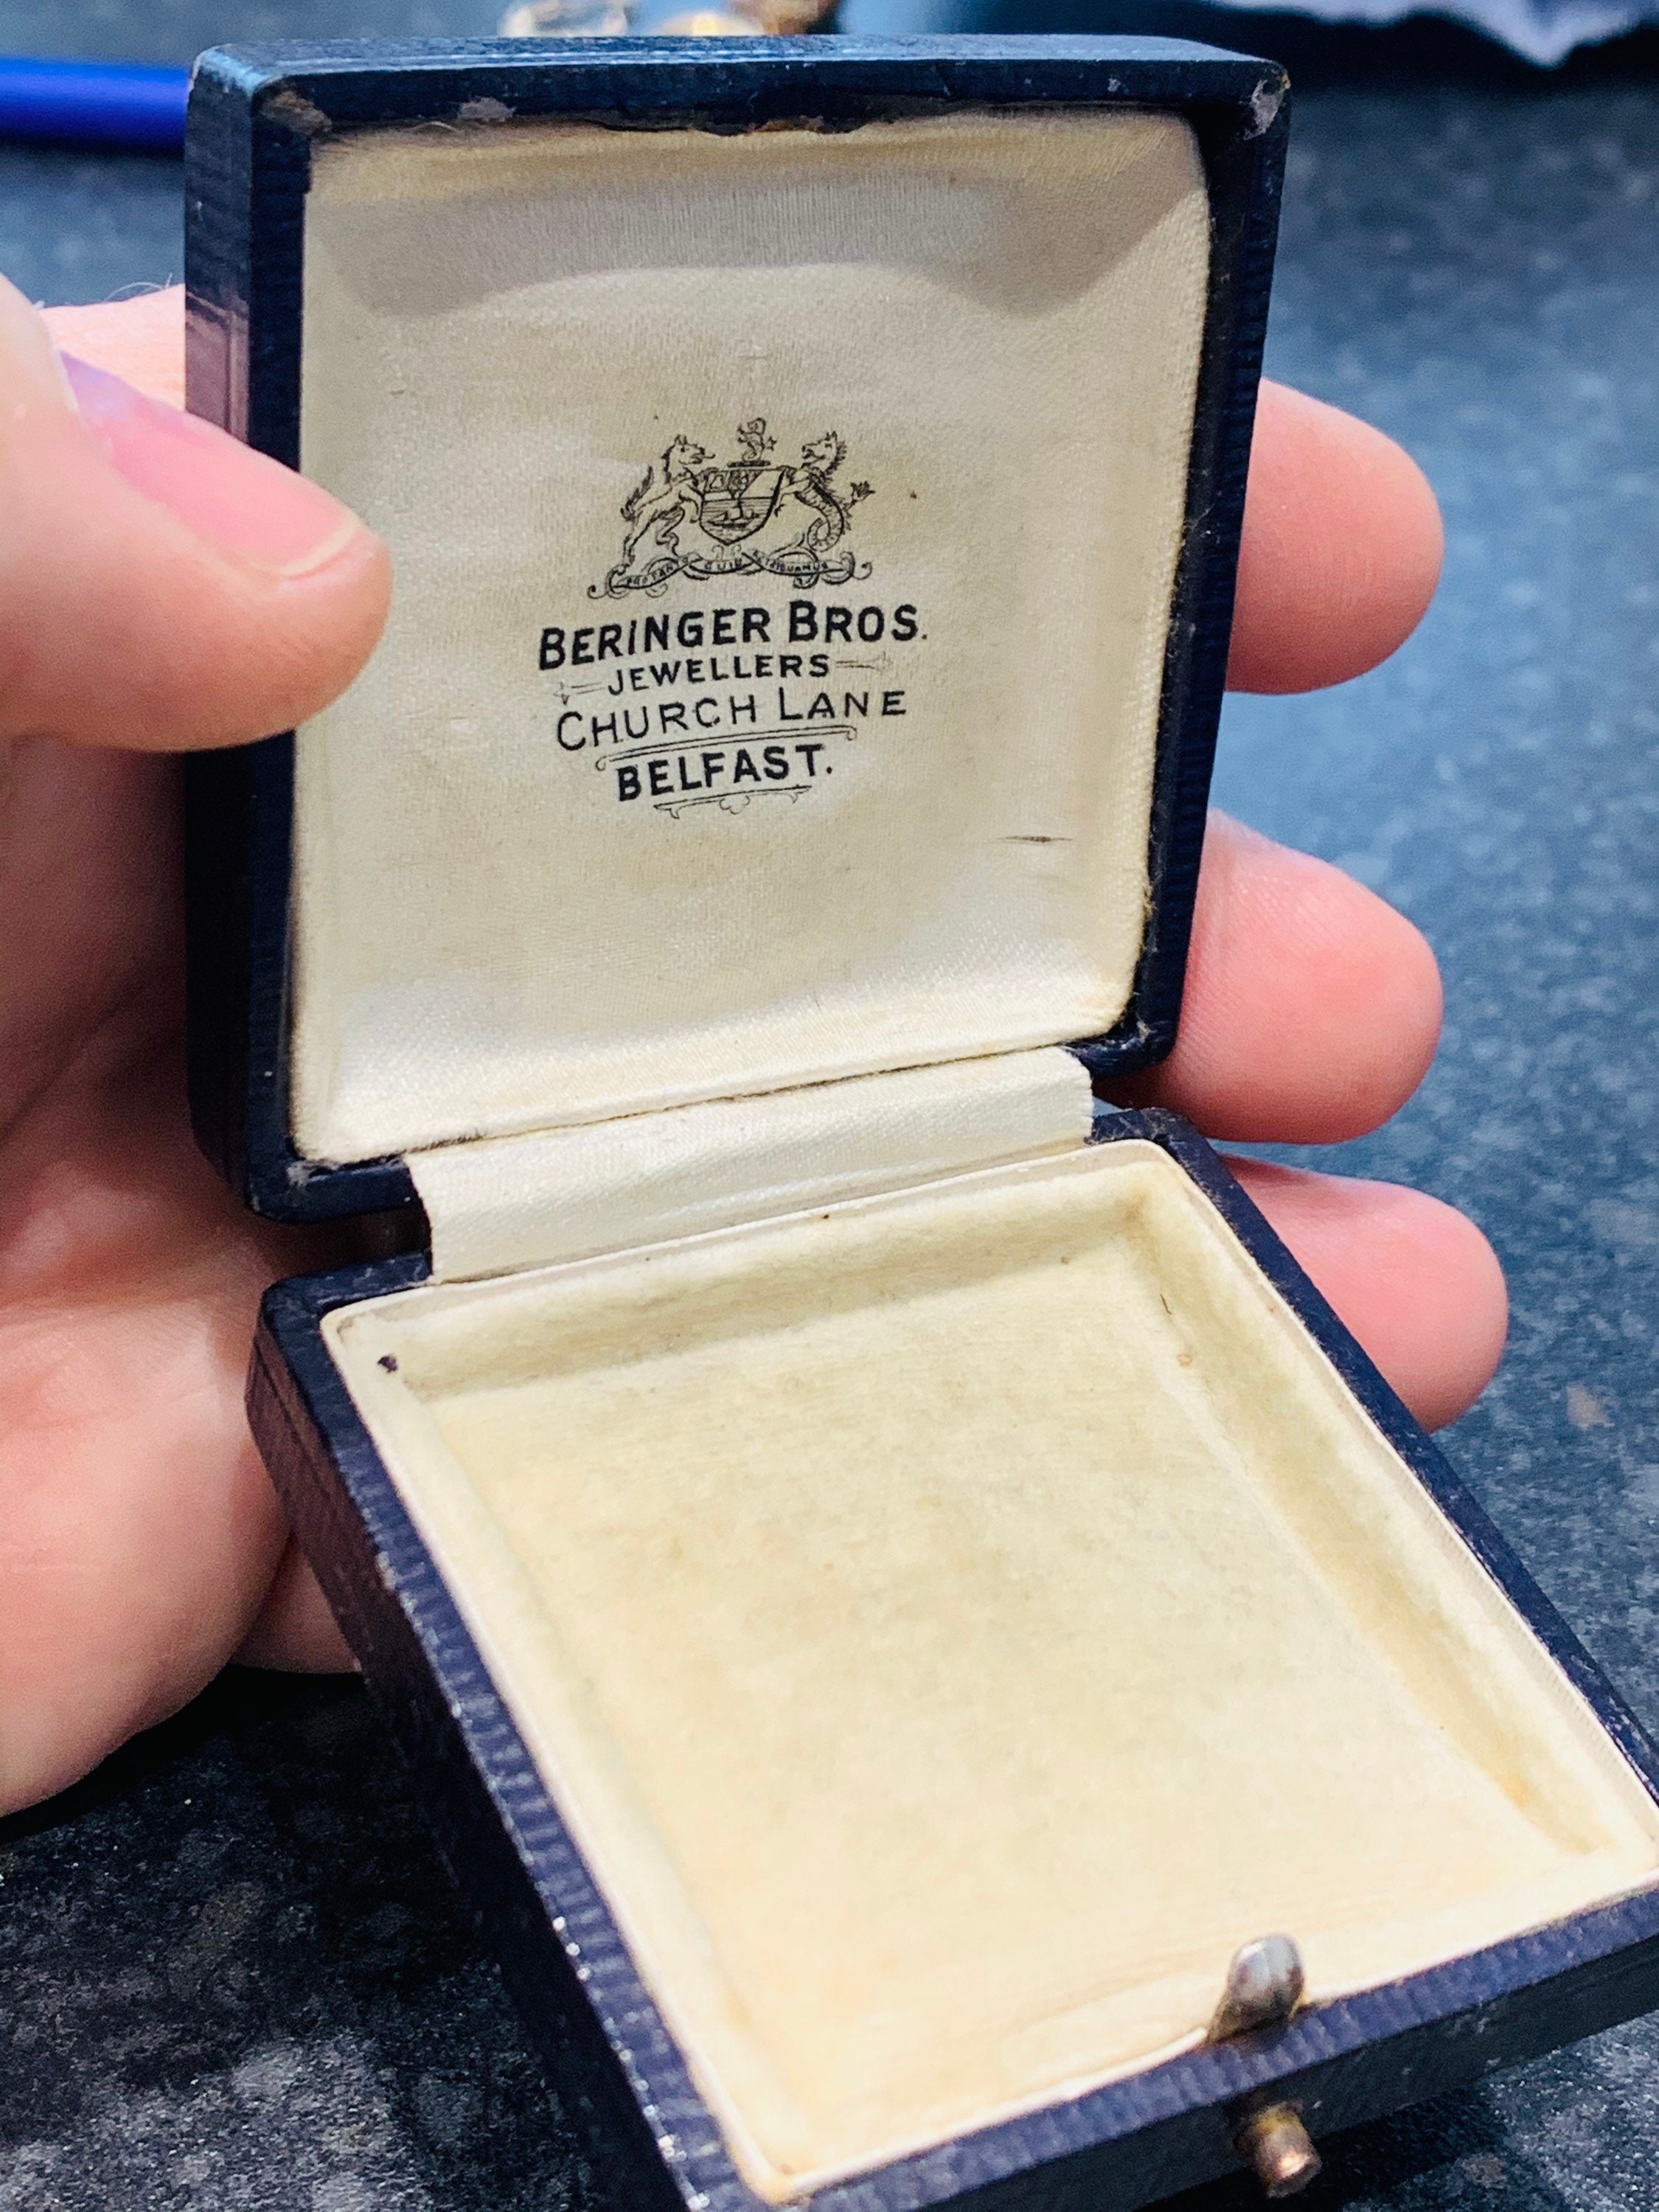 BERINGER BROS.
JEWELLERS
CHURCH LANE
BELFAST.